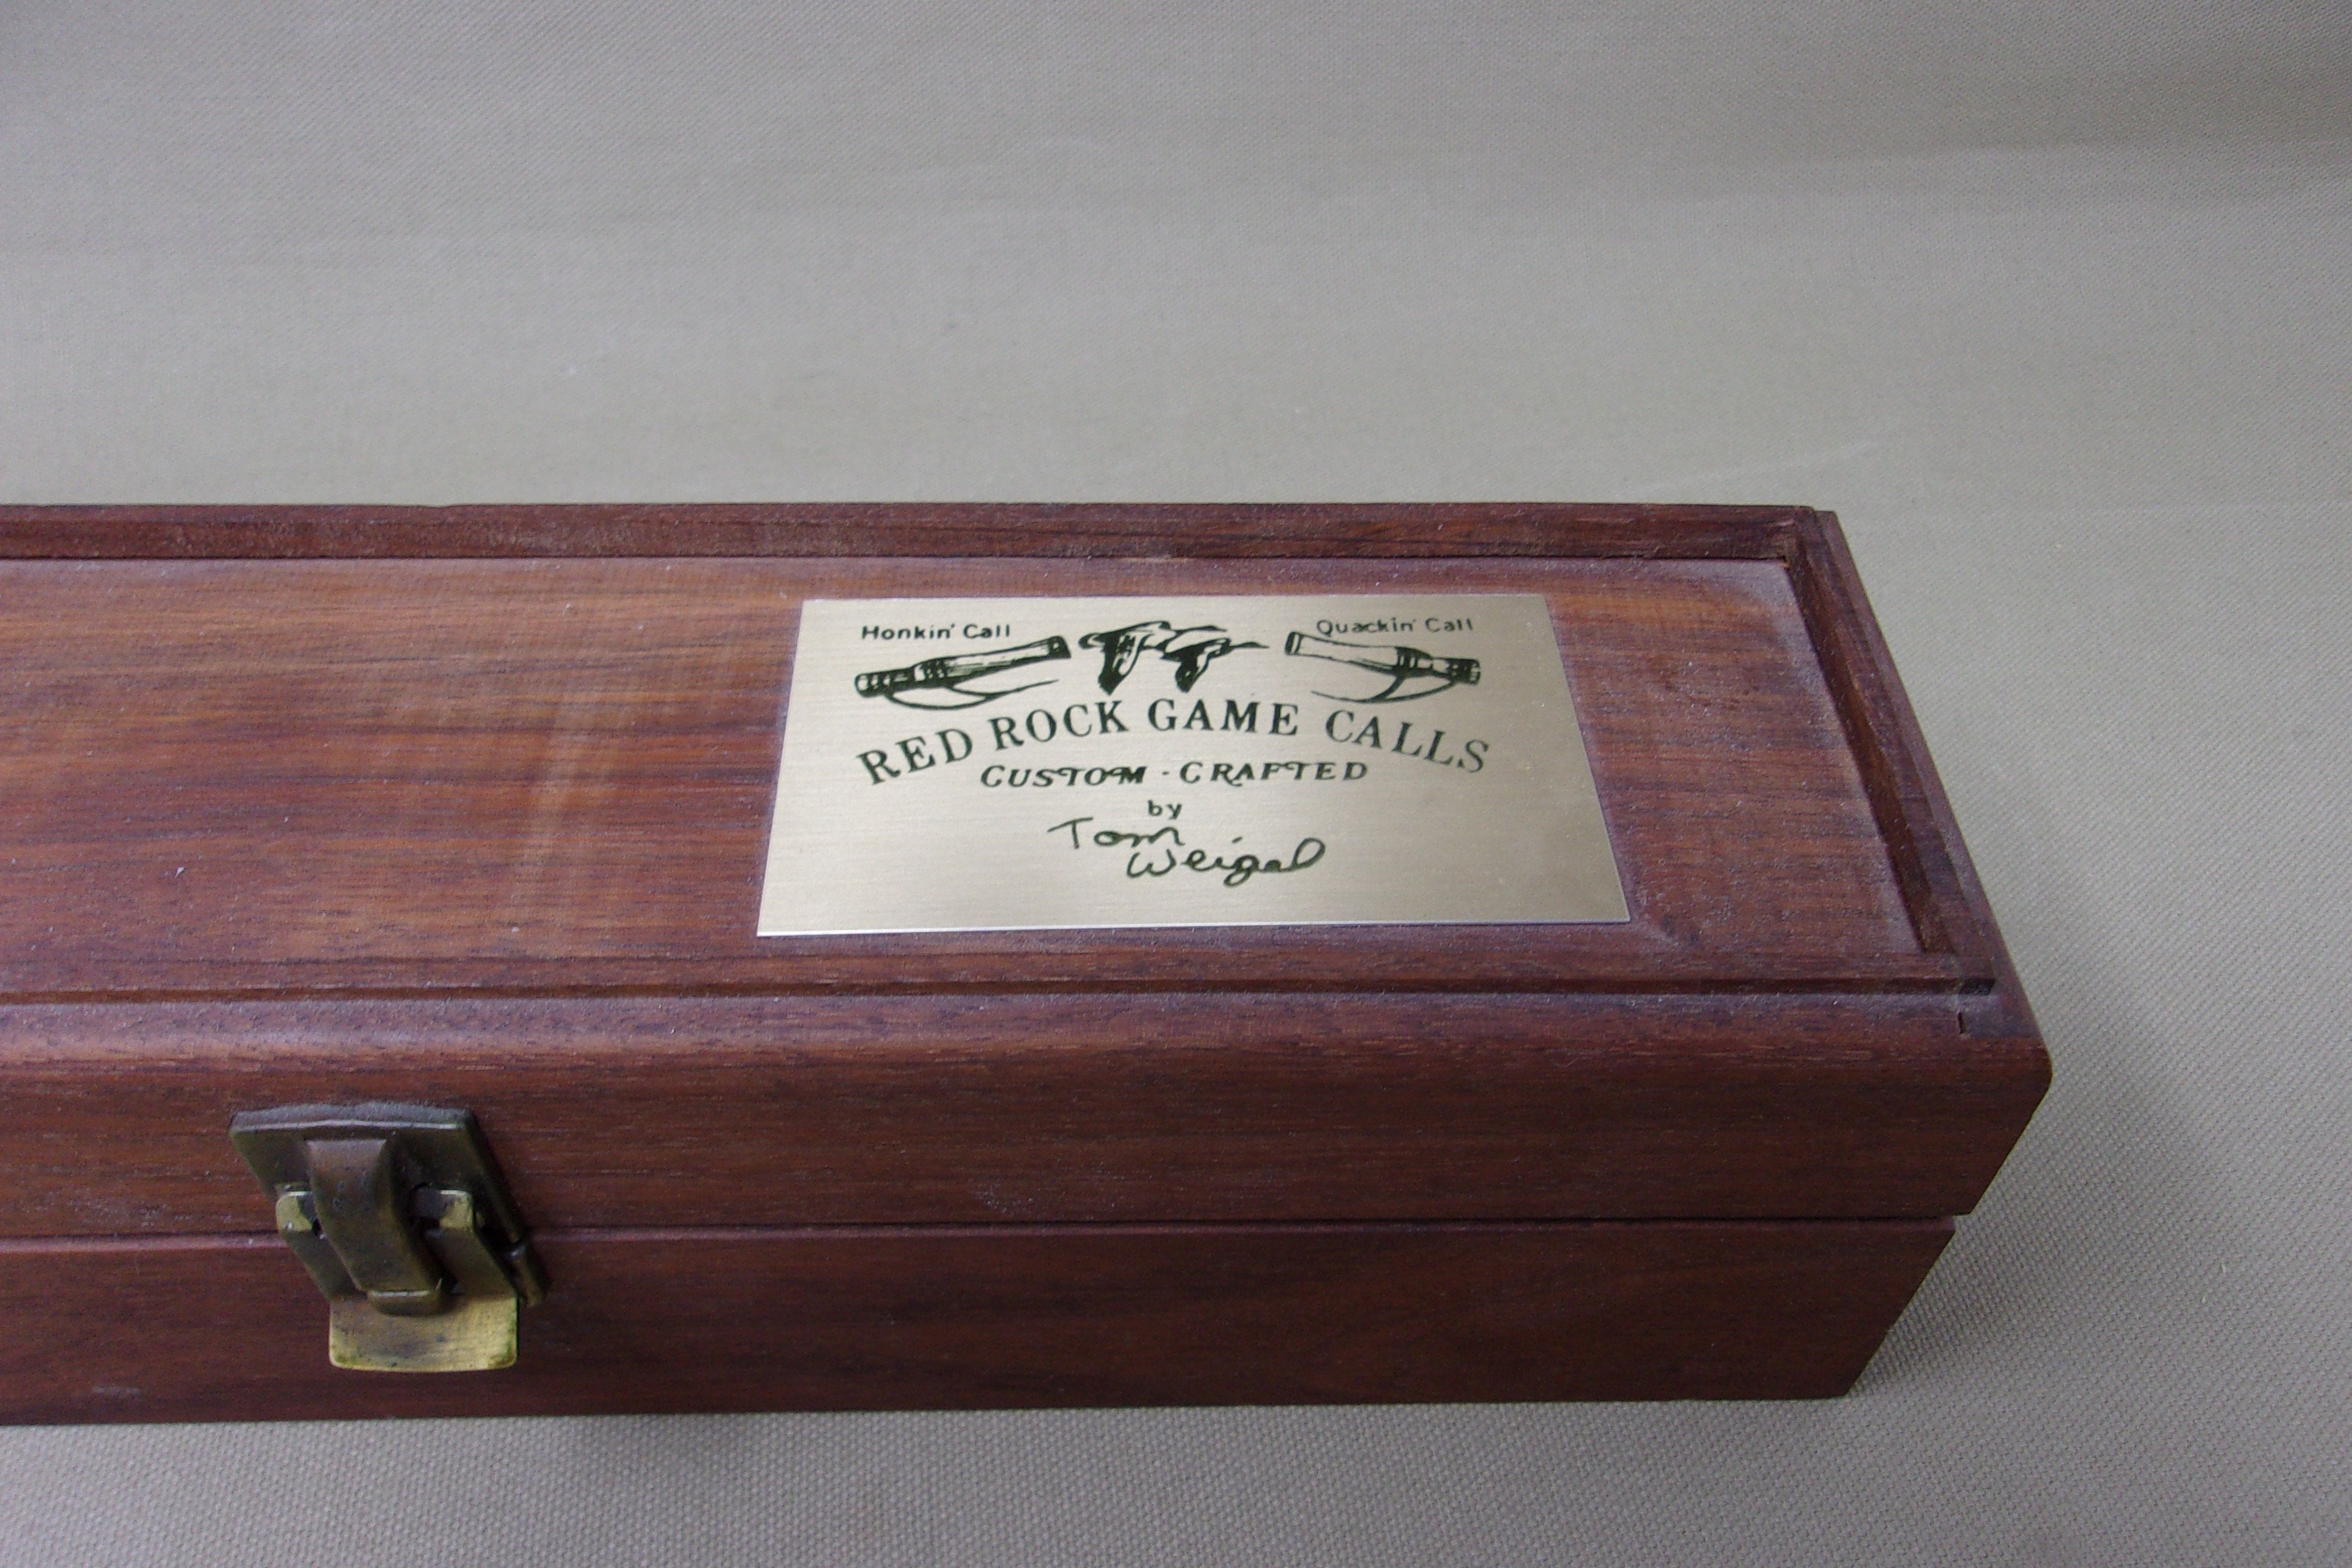 Honkin' Call
Quackin' Call
RED ROCK GAME CALLS
CUSTOM · CRAFTED
by
Tom
Weigel